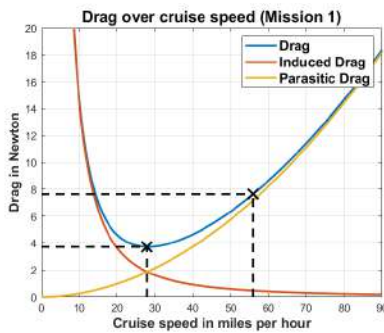 Drag over cruise speed (Mission 1)
20
18
16
14
12
10
8
6
4
2
0
Drag in Newton
Drag
Induced Drag
Parasitic Drag
0 10 20 30 40 50 60 70 80 90
Cruise speed in miles per hour